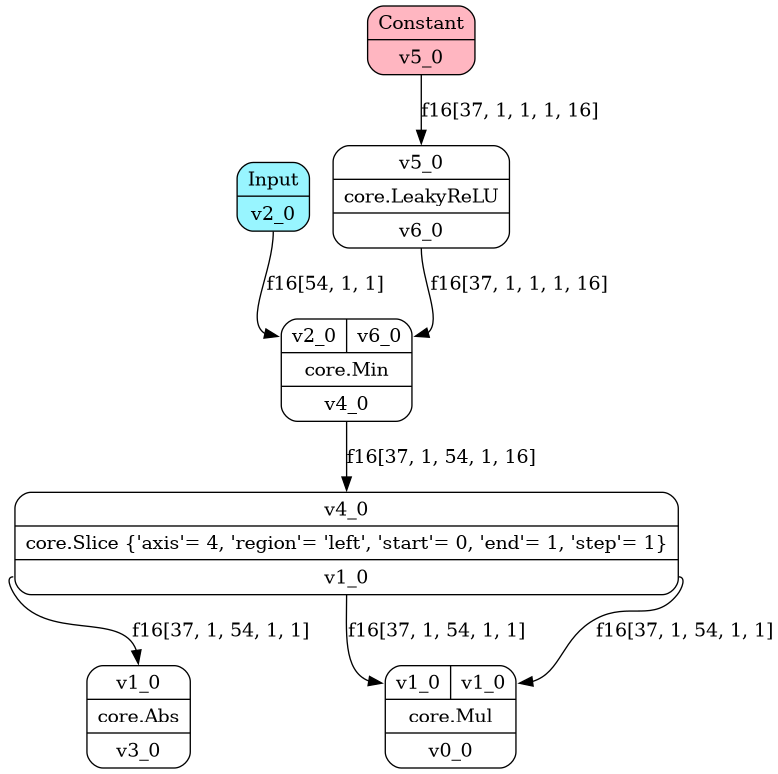 Constant
v5_0
f16[37, 1, 1, 1, 16]
v5_0
core.LeakyReLU
v6_0
Input
v2_0
f16[54, 1, 1]
f16[37, 1, 1, 1, 16]
v2_0 v6_0
core.Min
v4_0
f16[37, 1, 54, 1, 16]
v4_0
core.Slice {'axis'= 4, 'region'= 'left', 'start'= 0, 'end'= 1, 'step'= 1}
v1_0
f16[37, 1, 54, 1, 1]
f16[37, 1, 54, 1, 1]
f16[37, 1, 54, 1, 1]
v1_0
core.Abs
v3_0
v1_0 v1_0
core.Mul
v0_0